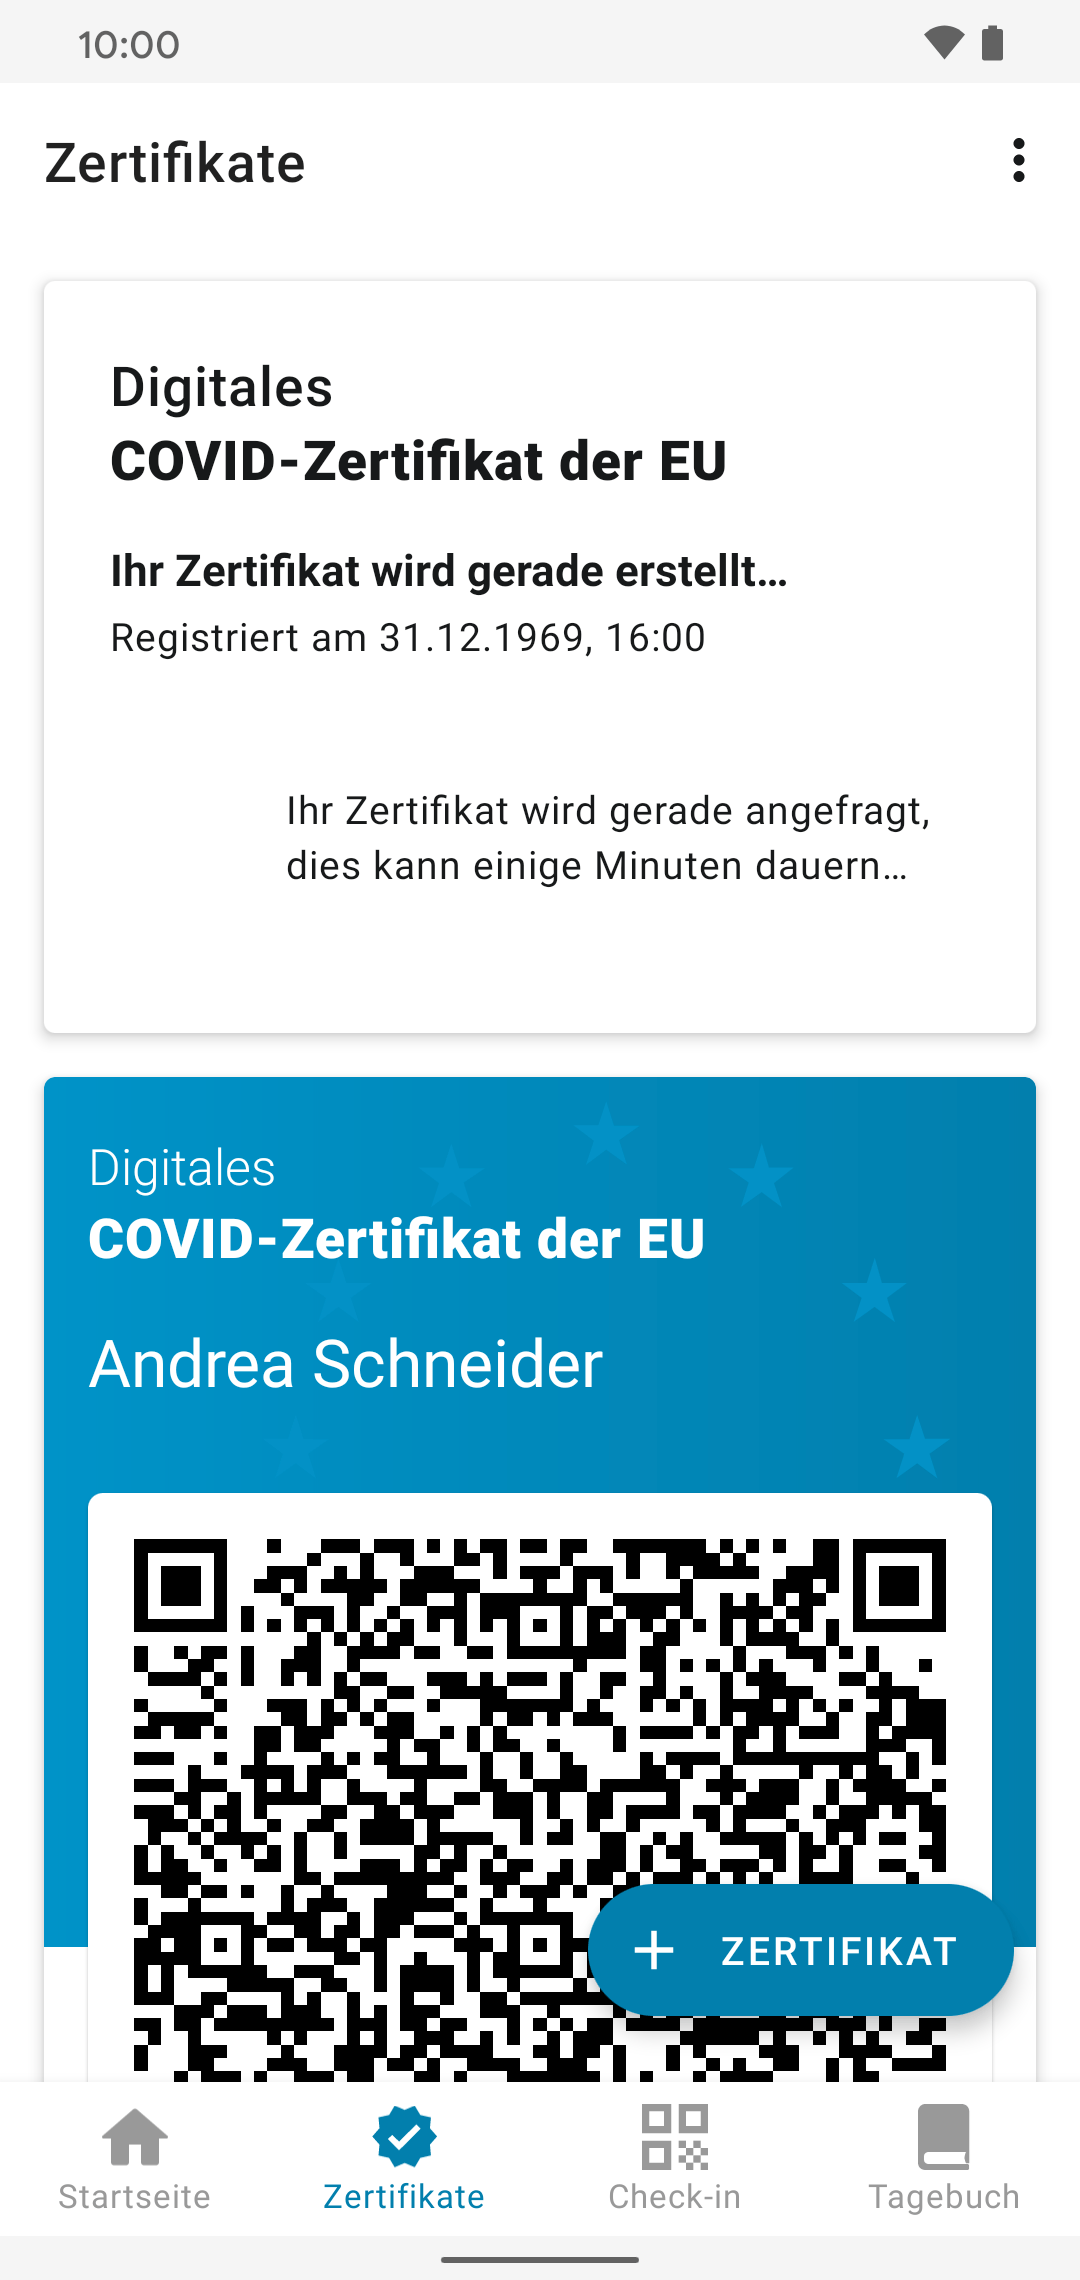 10:00
Zertifikate
Digitales
COVID-Zertifikat der EU
Ihr Zertifikat wird gerade erstellt…
Registriert am 31.12.1969, 16:00
Ihr Zertifikat wird gerade angefragt,
dies kann einige Minuten dauern…
Digitales
COVID-Zertifikat der EU
Andrea Schneider
ZERTIFIKAT
Startseite
Zertifikate
Check-in
Tagebuch